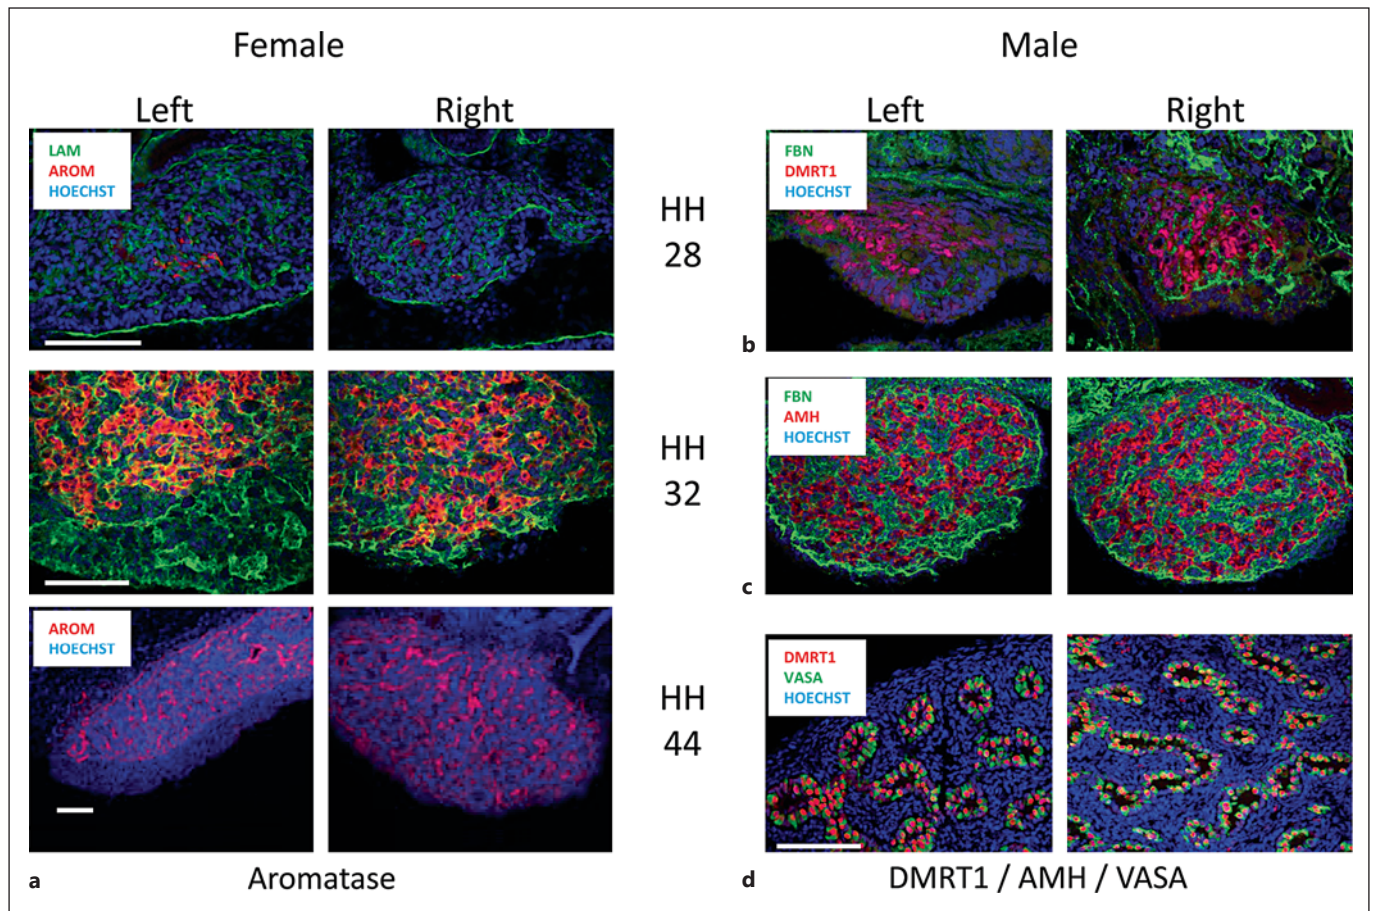 Female
Male
Left
Right
Left
Right
LAM
AROM
HOECHST
HH
28
FBN
DMRT1
HOECHST
b
HH
32
FBN
AMH
HOECHST
c
AROM
HOECHST
HH
44
DMRT1
VASA
HOECHST
a
Aromatase
d
DMRT1 / AMH / VASA